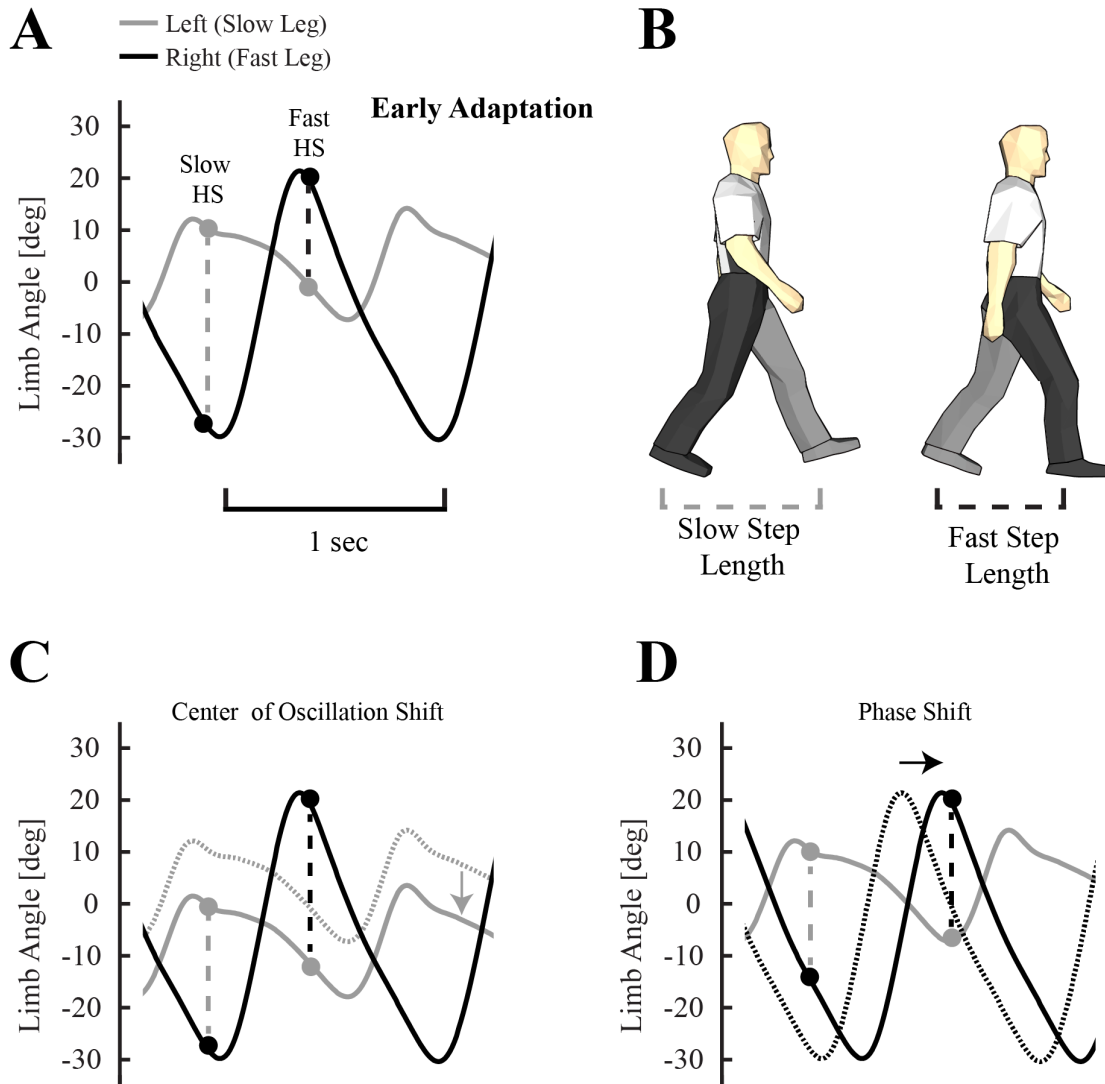 A
Left (Slow Leg)
Right (Fast Leg)
Early Adaptation
Slow
HS
Fast
HS
Limb Angle [deg]
30
20
10
0
-10
-20
-30
1 sec
B
Slow Step
Length
Fast Step
Length
C
Center of Oscillation Shift
Limb Angle [deg]
30
20
10
0
-10
-20
-30
D
Phase Shift
Limb Angle [deg]
30
20
10
0
-10
-20
-30